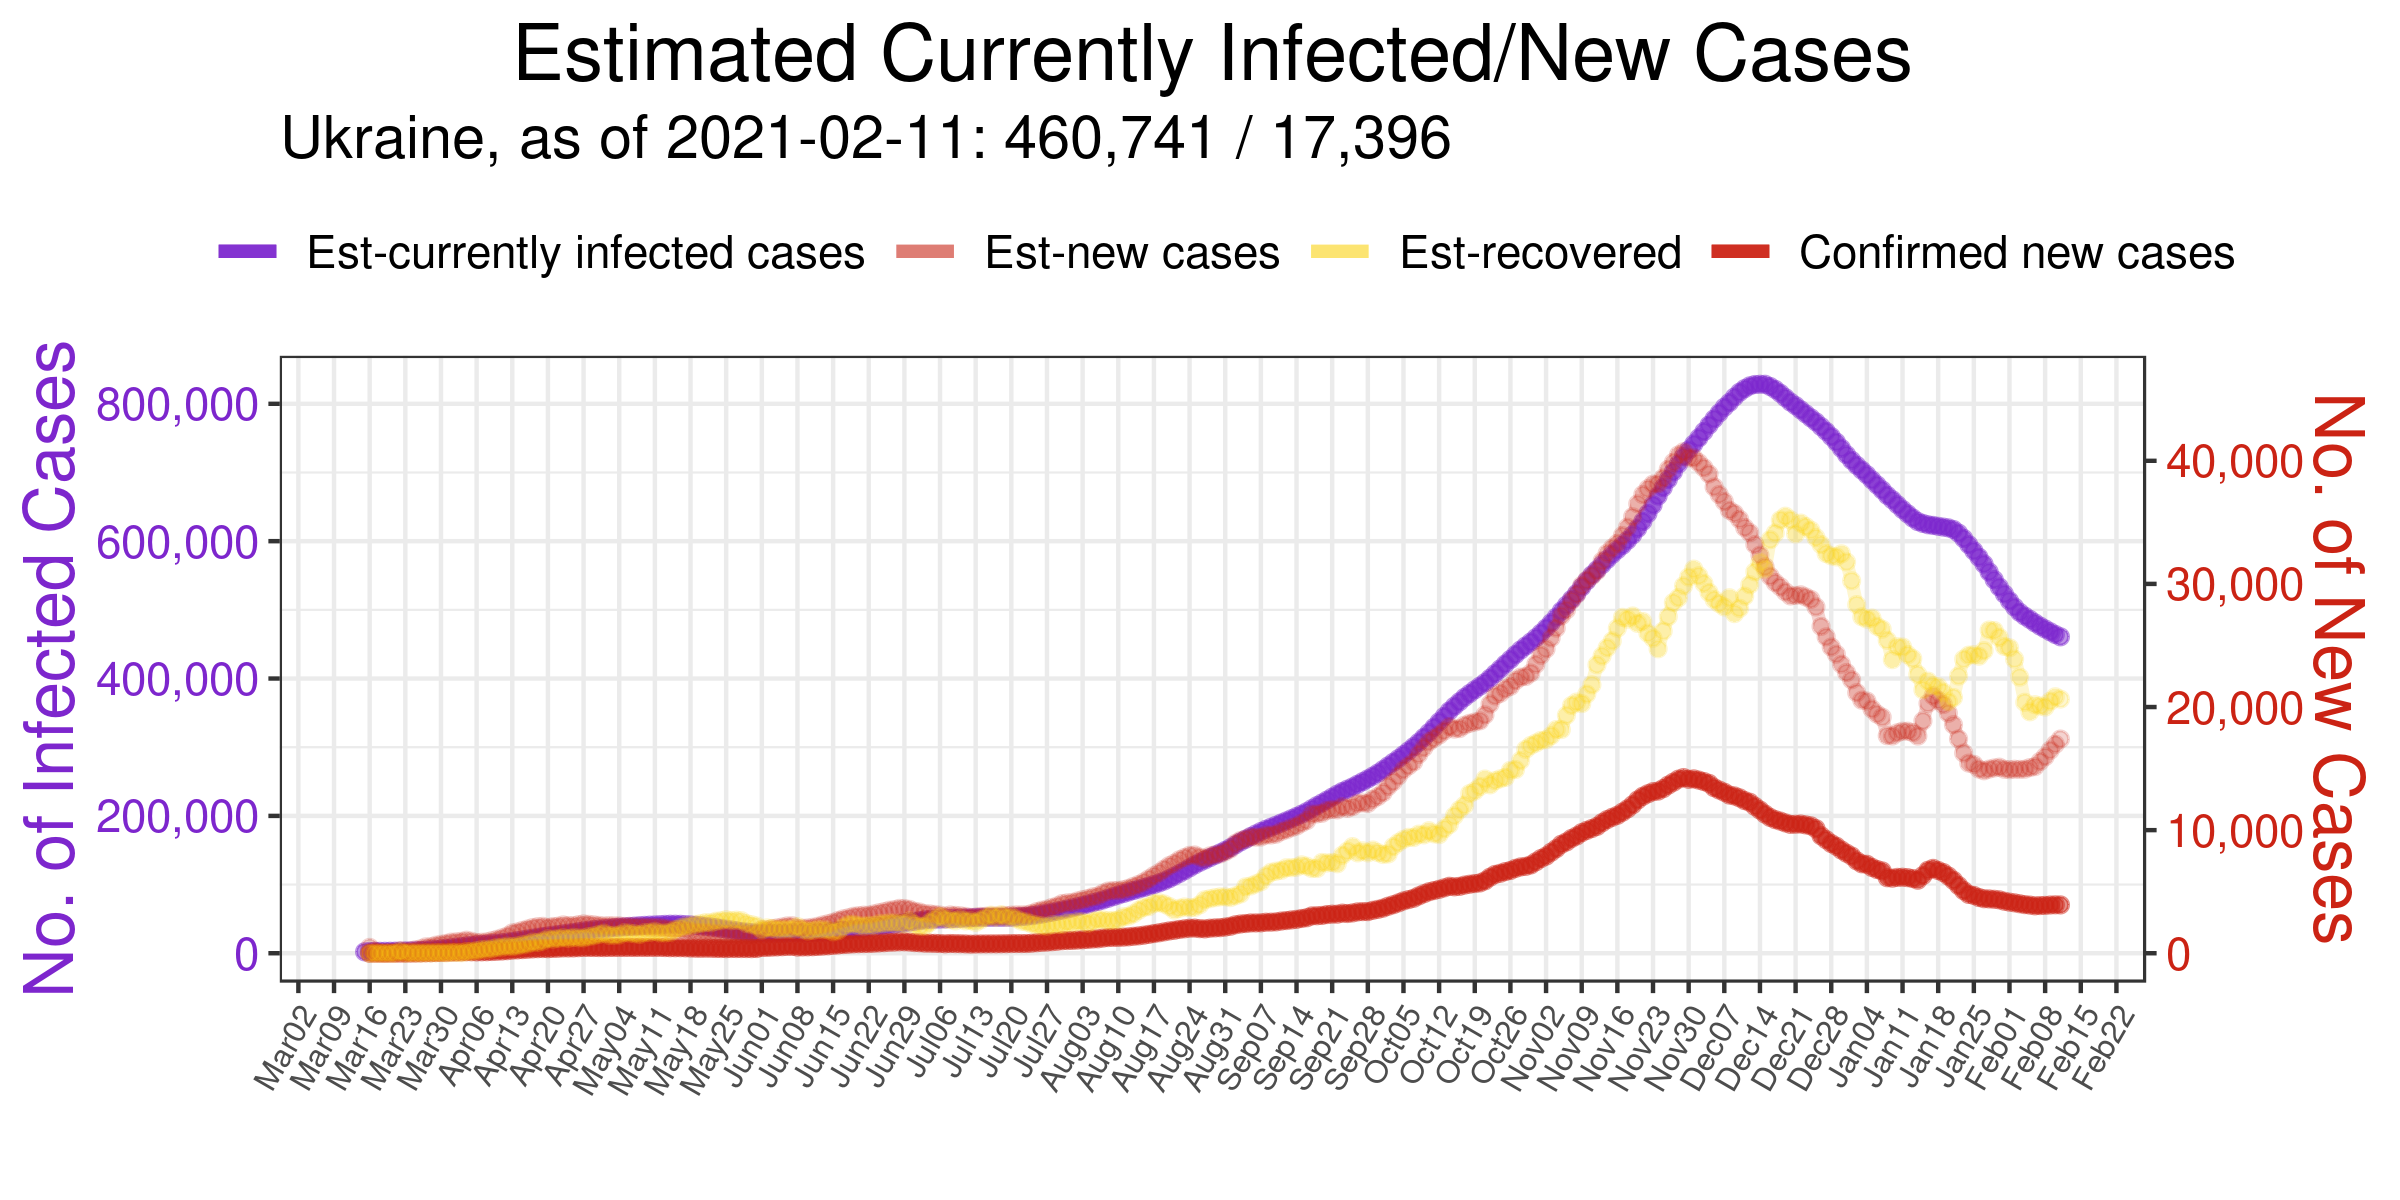 Estimated Currently Infected/New Cases
Ukraine, as of 2021-02-11: 460,741 / 17,396
Est-currently infected cases Est-new cases Est-recovered Confirmed new cases
No. of Infected Cases
800,000
600,000
400,000
200,000
0
No. of New Cases
40,000
30,000
20,000
10,000
0
Mar02 Mar09 Mar16 Mar23 Mar30 Apr06 Apr13 Apr20 Apr27 May04 May11 May18 May25 Jun01 Jun08 Jun15 Jun22 Jun29 Jul06 Jul13 Jul20 Jul27 Aug03 Aug10 Aug17 Aug24 Aug31 Sep07 Sep14 Sep21 Sep28 Oct05 Oct12 Oct19 Oct26 Nov02 Nov09 Nov16 Nov23 Nov30 Dec07 Dec14 Dec21 Dec28 Jan04 Jan11 Jan18 Jan25 Feb01 Feb08 Feb15 Feb22